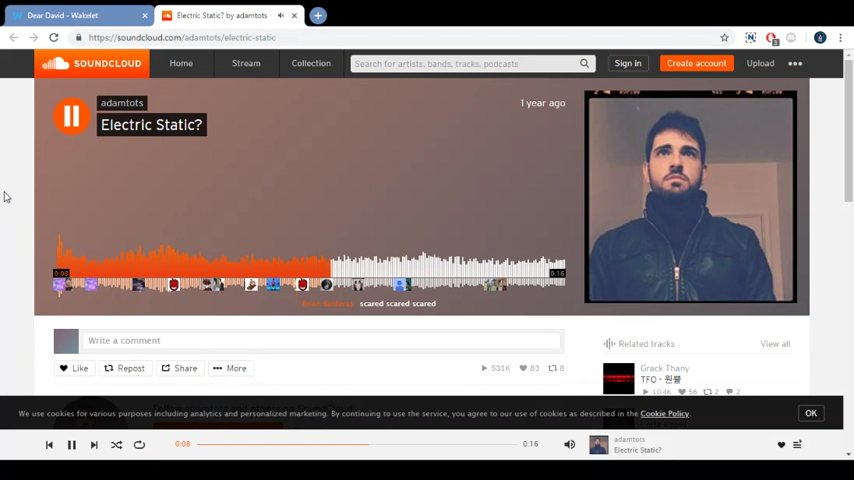 Dear David - Wakelet
Electric Static? by adamtots
https://soundcloud.com/adamtots/electric-static
SOUNDCLOUD
Home
Stream
Collection
Search for artists, bands, tracks, podcasts
Sign in
Create account
Upload
adamtots
1 year ago
Electric Static?
0:08
0:16
scared scared scared
Write a comment
Like
Repost
Share
More
531K
83
8
Related tracks
View all
Grack Thany
TFO - 원뿔
10.4K
56
2
2
We use cookies for various purposes including analytics and personalized marketing. By continuing to use the service, you agree to our use of cookies as described in the Cookie Policy.
OK
0:08
0:16
adamtots
Electric Static?